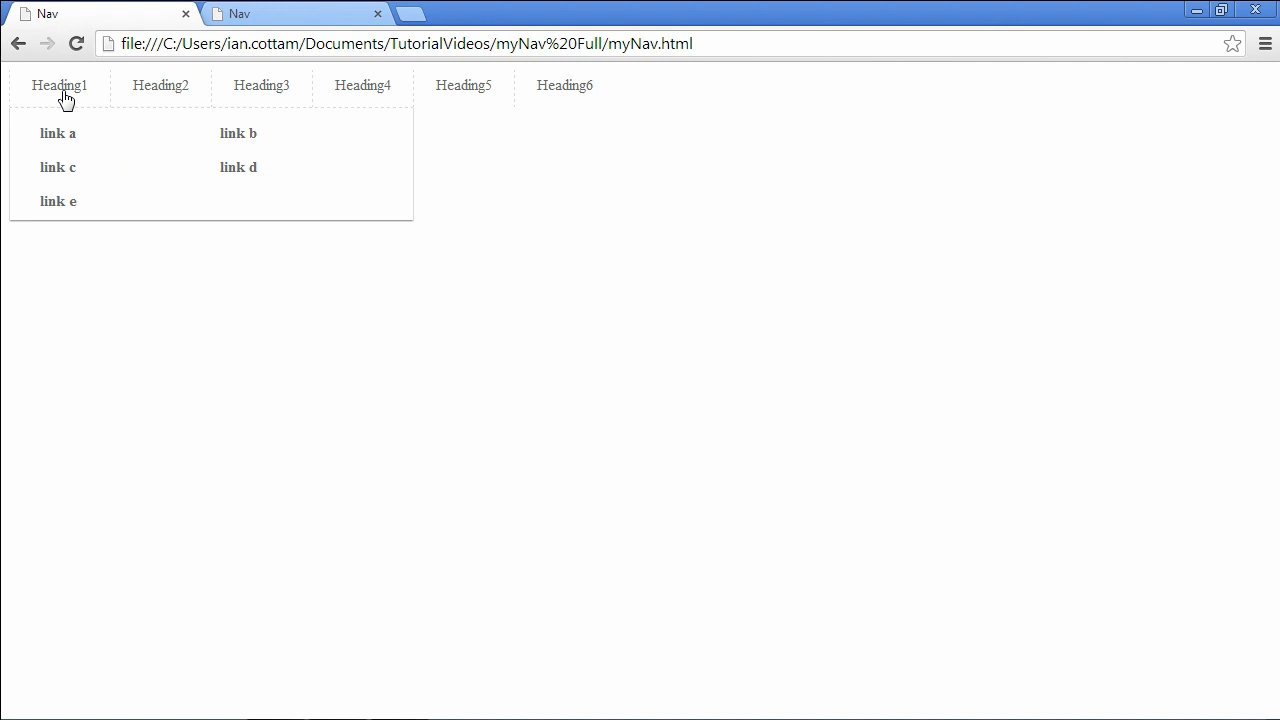 Nav
Nav
file:///C:/Users/ian.cottam/Documents/TutorialVideos/myNav%20Full/myNav.html
Heading1 Heading2 Heading3 Heading4 Heading5 Heading6
link a link b
link c link d
link e